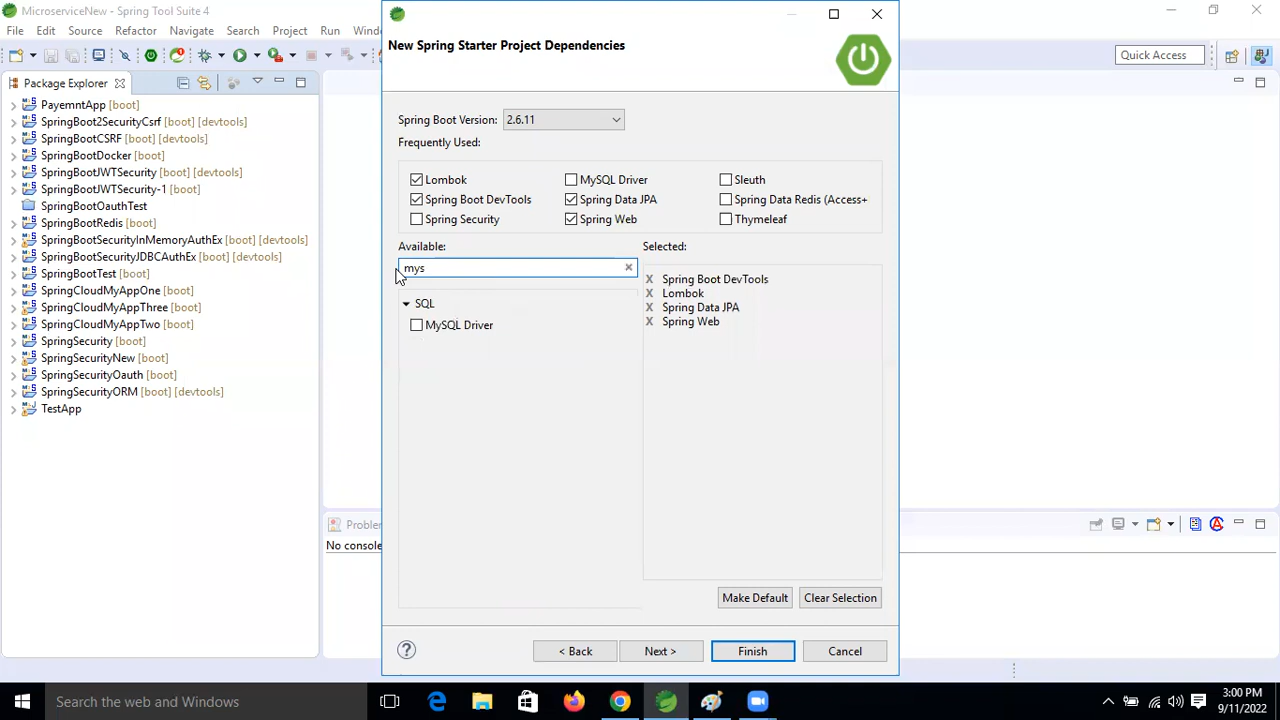 MicroserviceNew - Spring Tool Suite 4
File Edit Source Refactor Navigate Search Project Run Windo
Quick Access
Package Explorer
PayemntApp [boot]
SpringBoot2SecurityCsrf [boot] [devtools]
SpringBootCSRF [boot] [devtools]
SpringBootDocker [boot]
SpringBootJWTSecurity [boot] [devtools]
SpringBootJWTSecurity-1 [boot]
SpringBootOauthTest
SpringBootRedis [boot]
SpringBootSecurityInMemoryAuthEx [boot] [devtools]
SpringBootSecurityJDBCAuthEx [boot] [devtools]
SpringBootTest [boot]
SpringCloudMyAppOne [boot]
SpringCloudMyAppThree [boot]
SpringCloudMyAppTwo [boot]
SpringSecurity [boot]
SpringSecurityNew [boot]
SpringSecurityOauth [boot]
SpringSecurityORM [boot] [devtools]
TestApp
New Spring Starter Project Dependencies
Spring Boot Version: 2.6.11
Frequently Used:
Lombok MySQL Driver Sleuth
Spring Boot DevTools Spring Data JPA Spring Data Redis (Access+
Spring Security Spring Web Thymeleaf
Available: Selected:
mys
SQL
MySQL Driver
X Spring Boot DevTools
X Lombok
X Spring Data JPA
X Spring Web
Make Default Clear Selection
? < Back Next > Finish Cancel
Problen
No console
Search the web and Windows
3:00 PM
9/11/2022